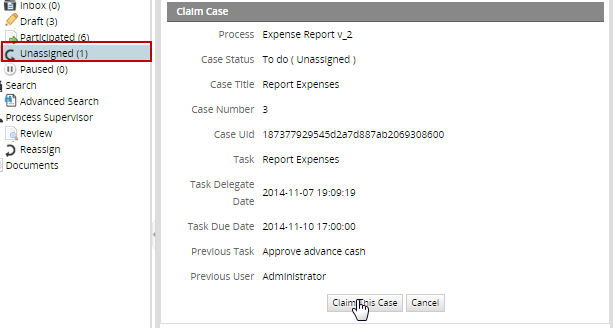 Inbox (0)
Draft (3)
Participated (6)
Unassigned (1)
Paused (0)
Search
Advanced Search
Process Supervisor
Review
Reassign
Documents
Claim Case
Process Expense Report v_2
Case Status To do ( Unassigned )
Case Title Report Expenses
Case Number 3
Case Uid 187377929545d2a7d887ab2069308600
Task Report Expenses
Task Delegate
Date 2014-11-07 19:09:19
Task Due Date 2014-11-10 17:00:00
Previous Task Approve advance cash
Previous User Administrator
Claim This Case Cancel